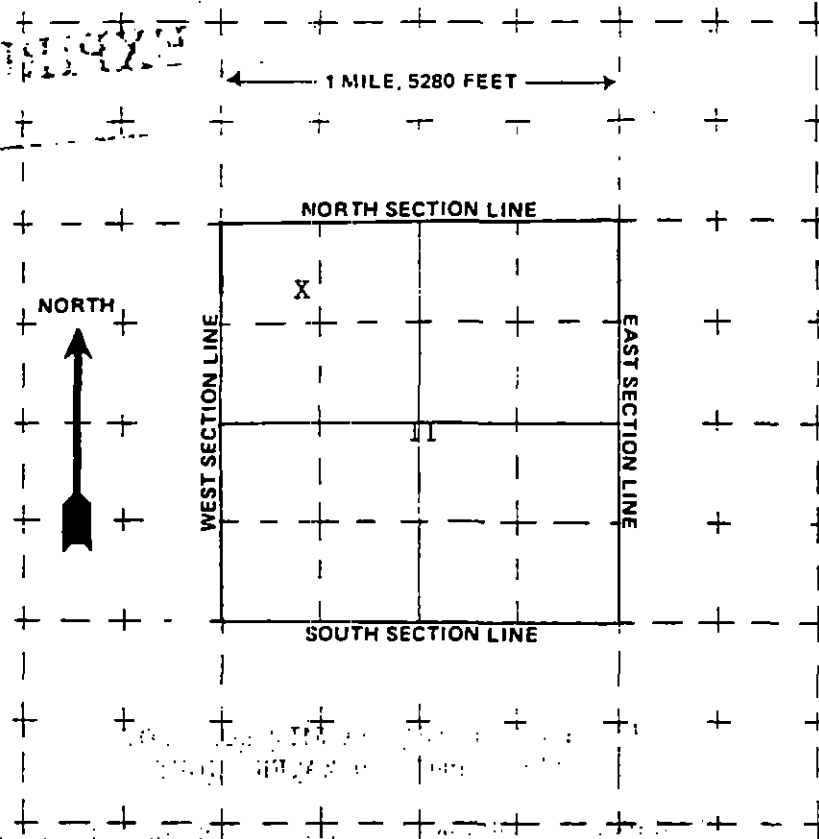 1 MILE, 5280 FEET
NORTH SECTION LINE
X
NORTH
WEST SECTION LINE
EAST SECTION LINE
11
SOUTH SECTION LINE